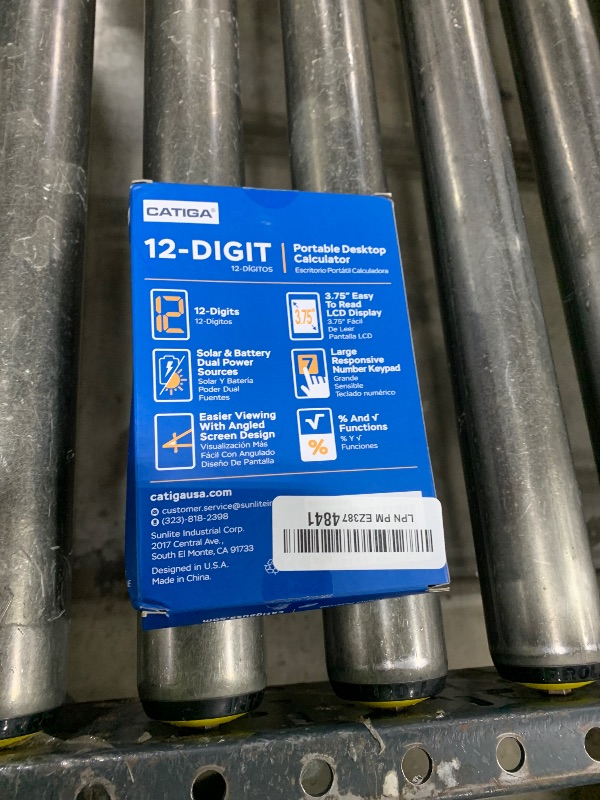 CATIGA®
12-DIGIT
12-DÍGITOS
Portable Desktop
Calculator
Escritorio Portátil Calculadora
12-Digits
12-Dígitos
3.75"
3.75" Easy
To Read
LCD Display
3.75" Fácil
De Leer
Pantalla LCD
Solar & Battery
Dual Power
Sources
Solar Y Batería
Poder Dual
Fuentes
7
Large
Responsive
Number Keypad
Grande
Sensible
Teclado numérico
Easier Viewing
With Angled
Screen Design
Visualización Más
Fácil Con Angulado
Diseño De Pantalla
√
%
% And √
Functions
% Y √
Funciones
catigausa.com
customer.service@sunlitein
(323)-818-2398
Sunlite Industrial Corp.
2017 Central Ave.,
South El Monte, CA 91733
Designed in U.S.A.
Made in China.
LPN PM EZ387 4841